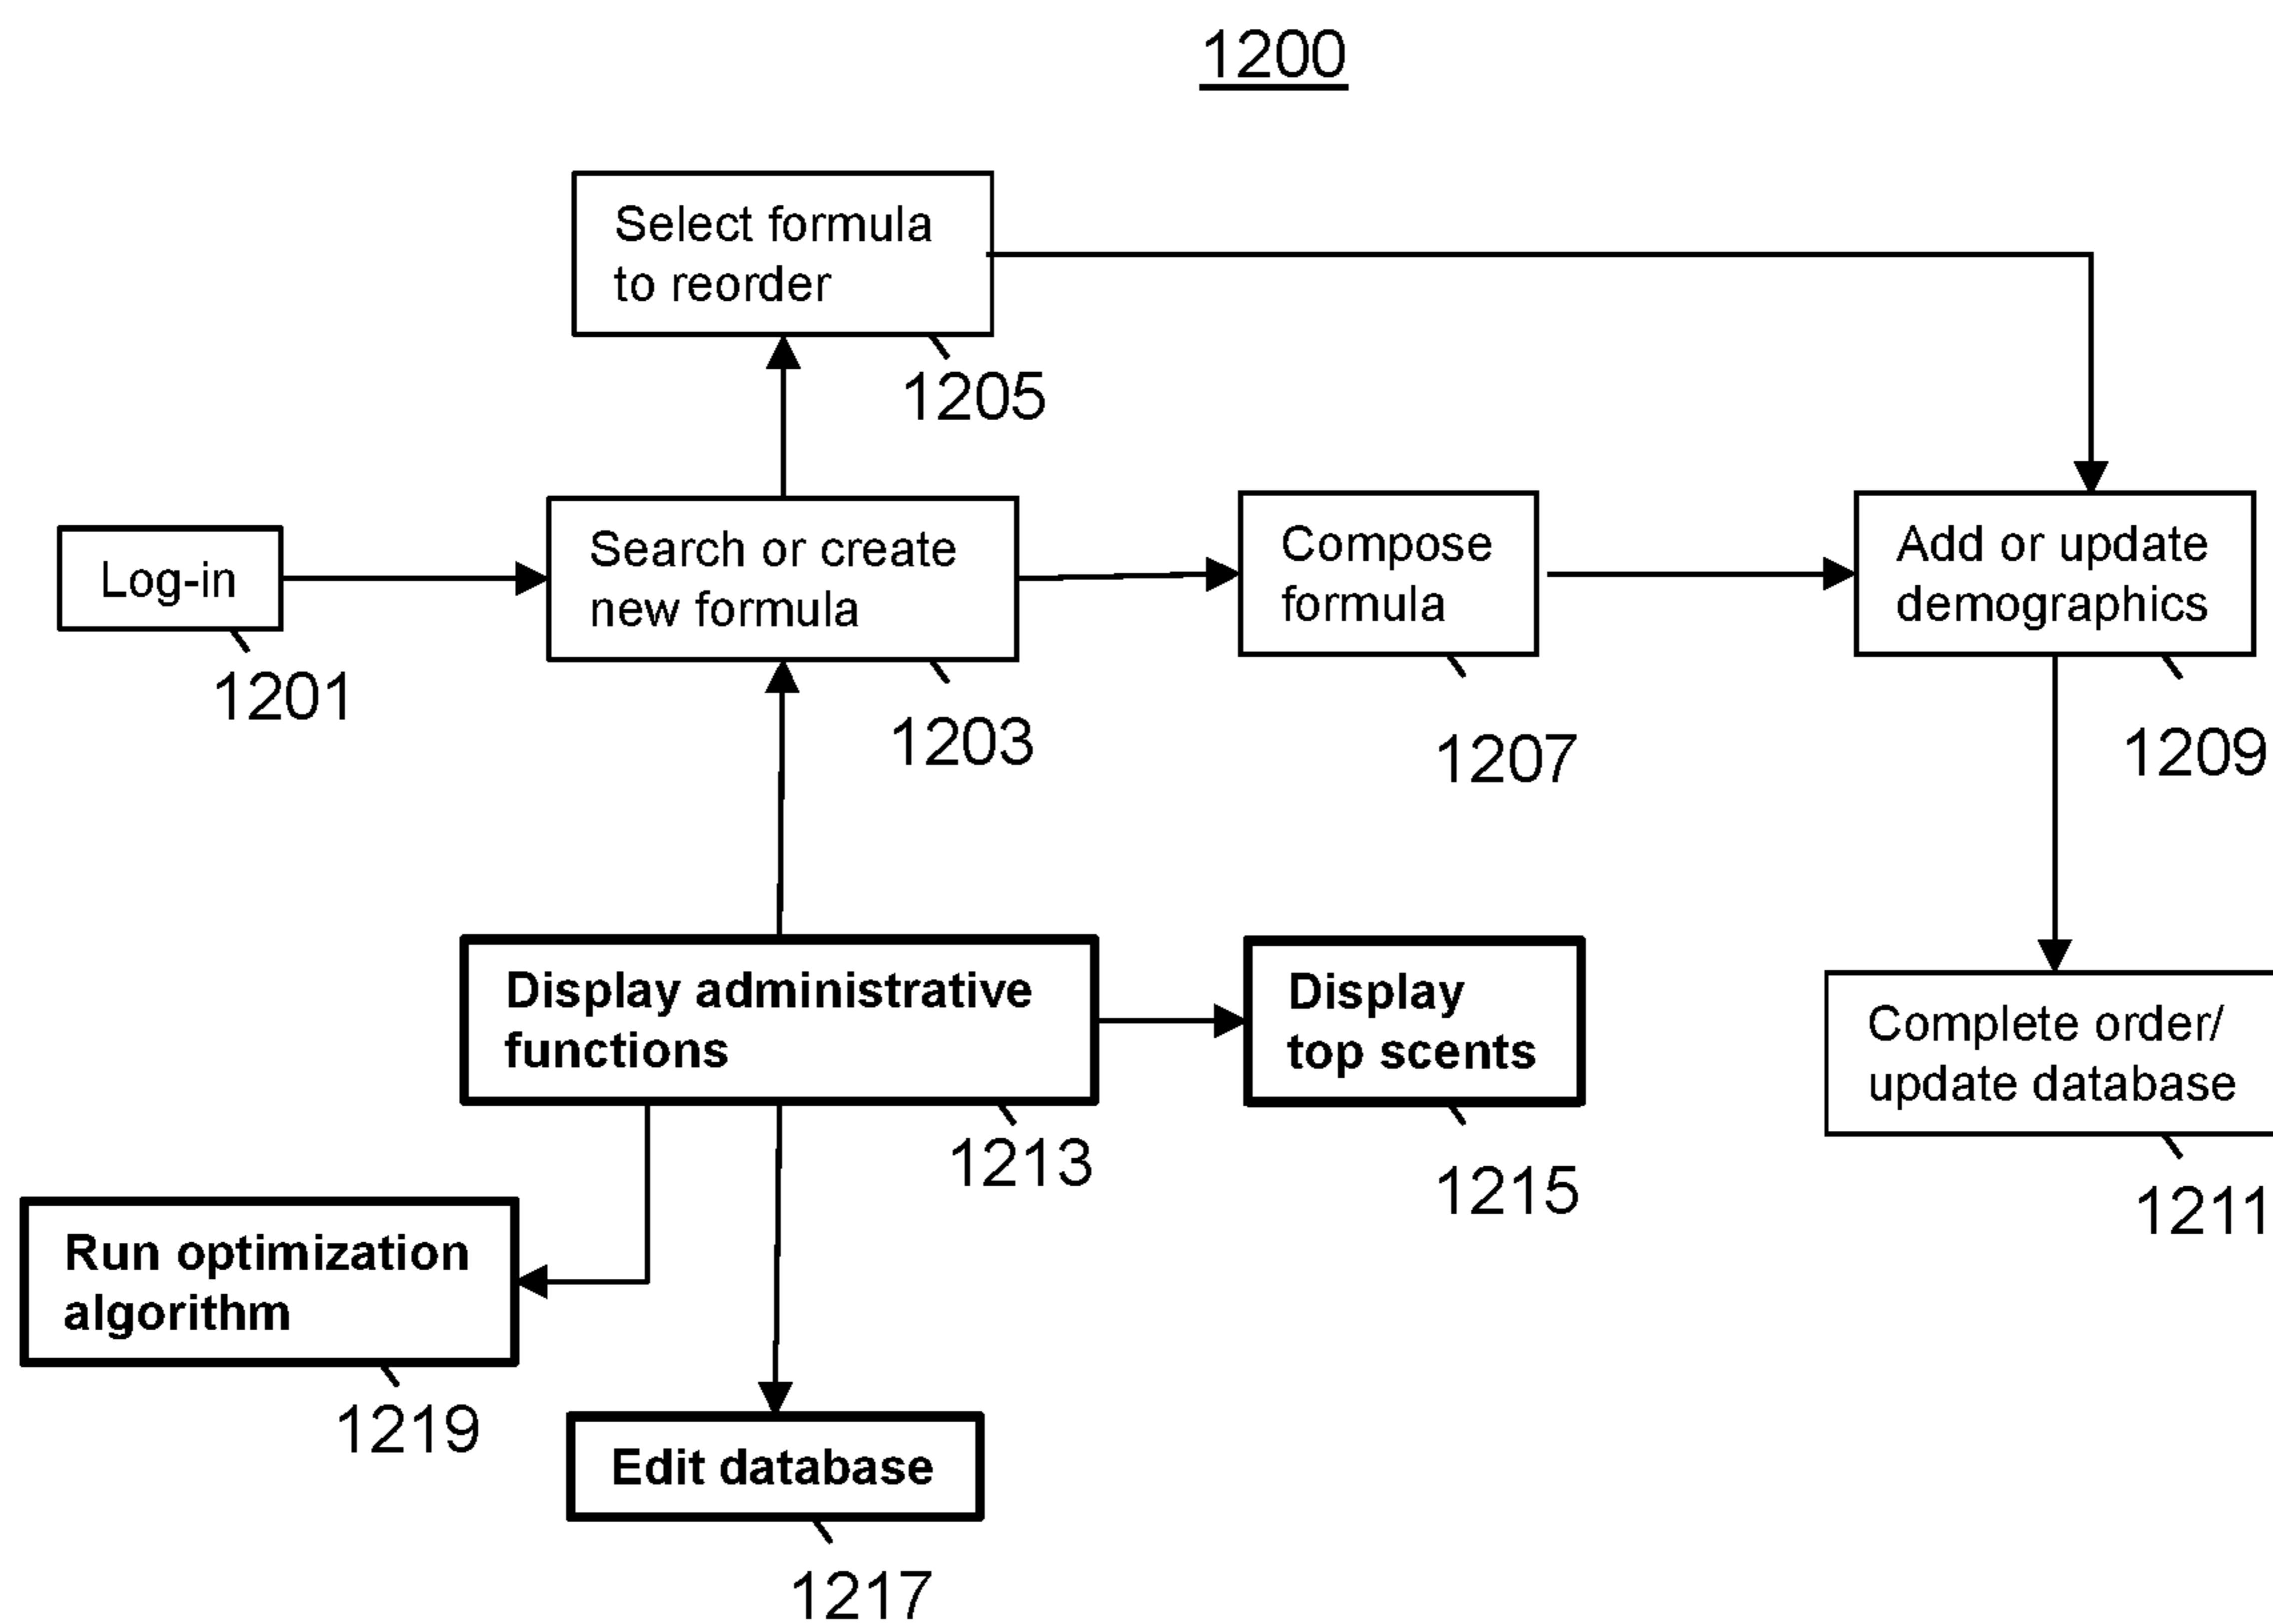 1200
Select formula
to reorder
1205
Log-in
1201
Search or create
new formula
1203
Compose
formula
1207
Add or update
demographics
1209
Display administrative
functions
1213
Display
top scents
1215
Complete order/
update database
1211
Run optimization
algorithm
1219
Edit database
1217